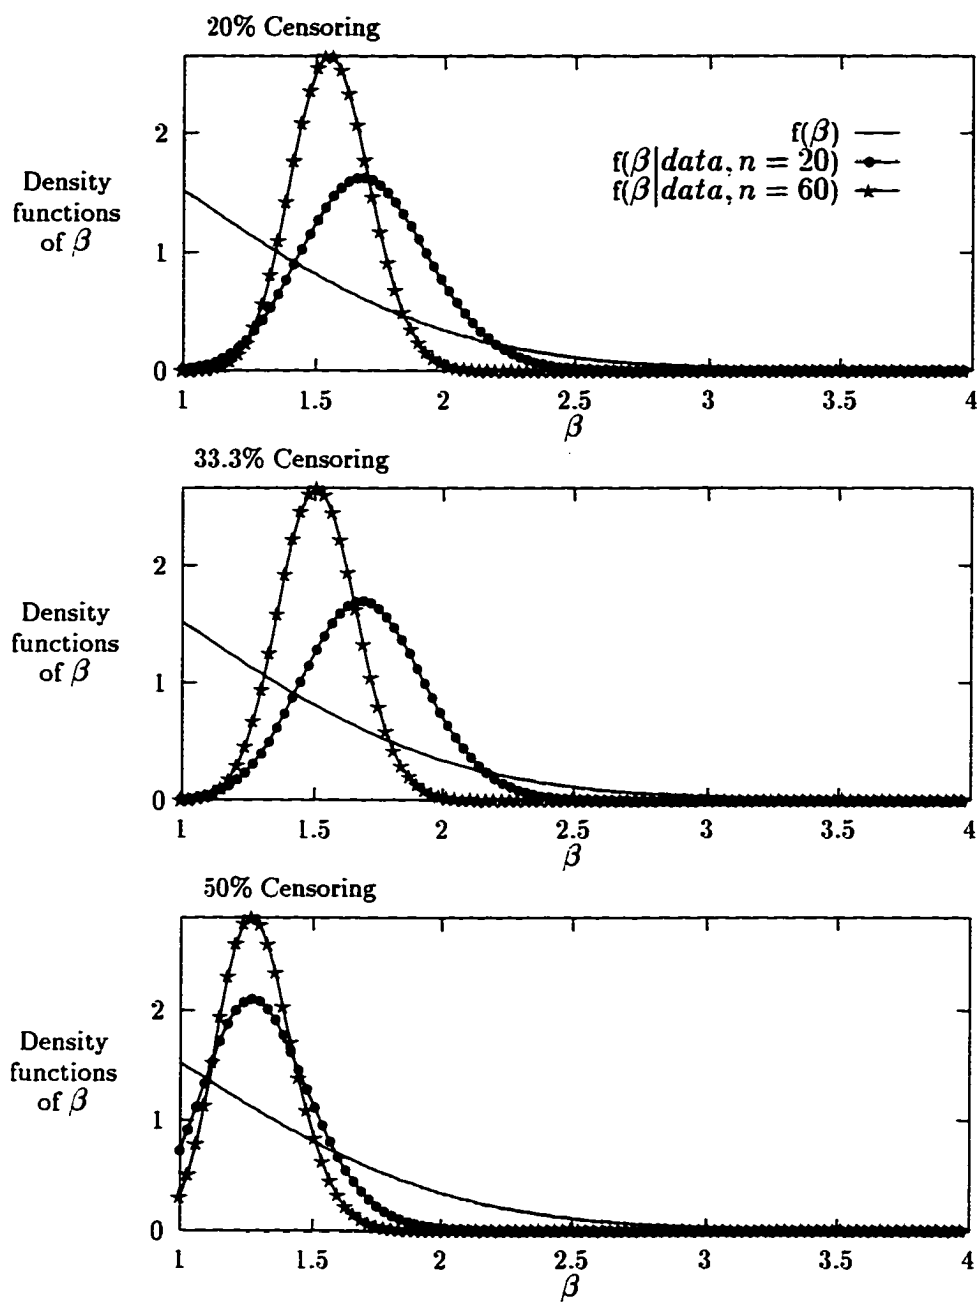 20% Censoring
2
1
0
Density
functions
of β
f(β)
f(β|data, n = 20)
f(β|data, n = 60)
1 1.5 2 2.5 3 3.5 4
β
33.3% Censoring
2
1
0
Density
functions
of β
1 1.5 2 2.5 3 3.5 4
β
50% Censoring
2
1
0
Density
functions
of β
1 1.5 2 2.5 3 3.5 4
β